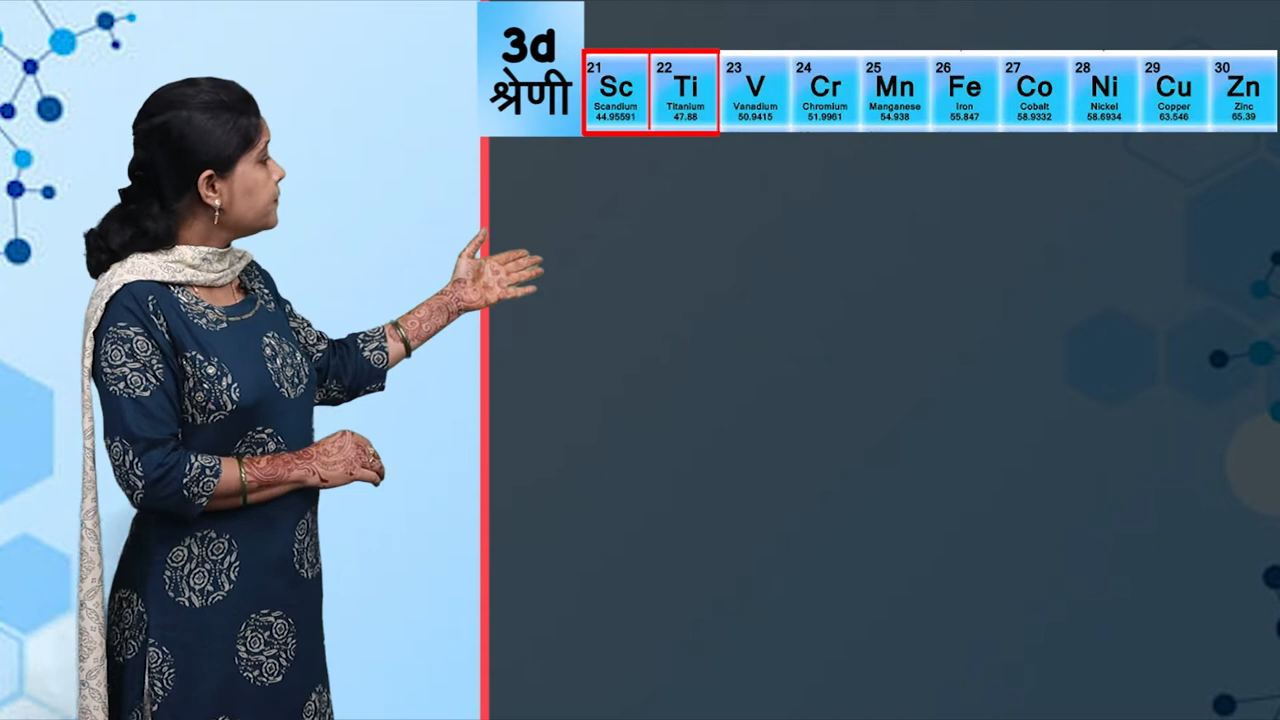 3d
श्रेणी
21 22 23 24 25 26 27 28 29 30
Sc Ti V Cr Mn Fe Co Ni Cu Zn
Scandium Titanium Vanadium Chromium Manganese Iron Cobalt Nickel Copper Zinc
44.95591 47.88 50.9415 51.9961 54.938 55.847 58.9332 58.6934 63.546 65.39